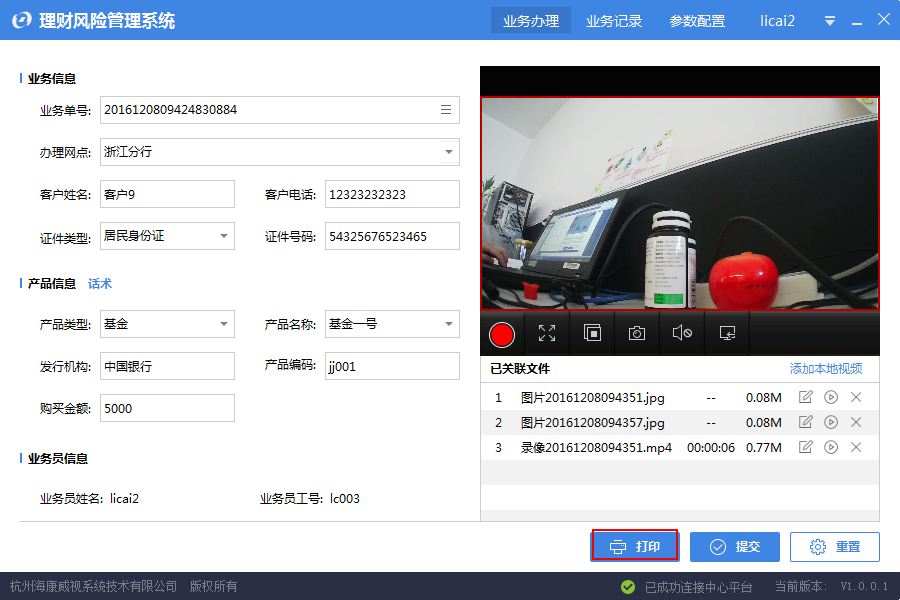 理财风险管理系统
业务办理 业务记录 参数配置 licai2
业务信息
业务单号: 2016120809424830884
办理网点: 浙江分行
客户姓名: 客户9 客户电话: 12323232323
证件类型: 居民身份证 证件号码: 54325676523465
产品信息 话术
产品类型: 基金 产品名称: 基金一号
发行机构: 中国银行 产品编码: jj001
购买金额: 5000
业务员信息
业务员姓名: licai2 业务员工号: lc003
已关联文件 添加本地视频
1 图片20161208094351.jpg -- 0.08M
2 图片20161208094357.jpg -- 0.08M
3 录像20161208094351.mp4 00:00:06 0.77M
打印 提交 重置
杭州海康威视系统技术有限公司 版权所有 已成功连接中心平台 当前版本: V1.0.0.1